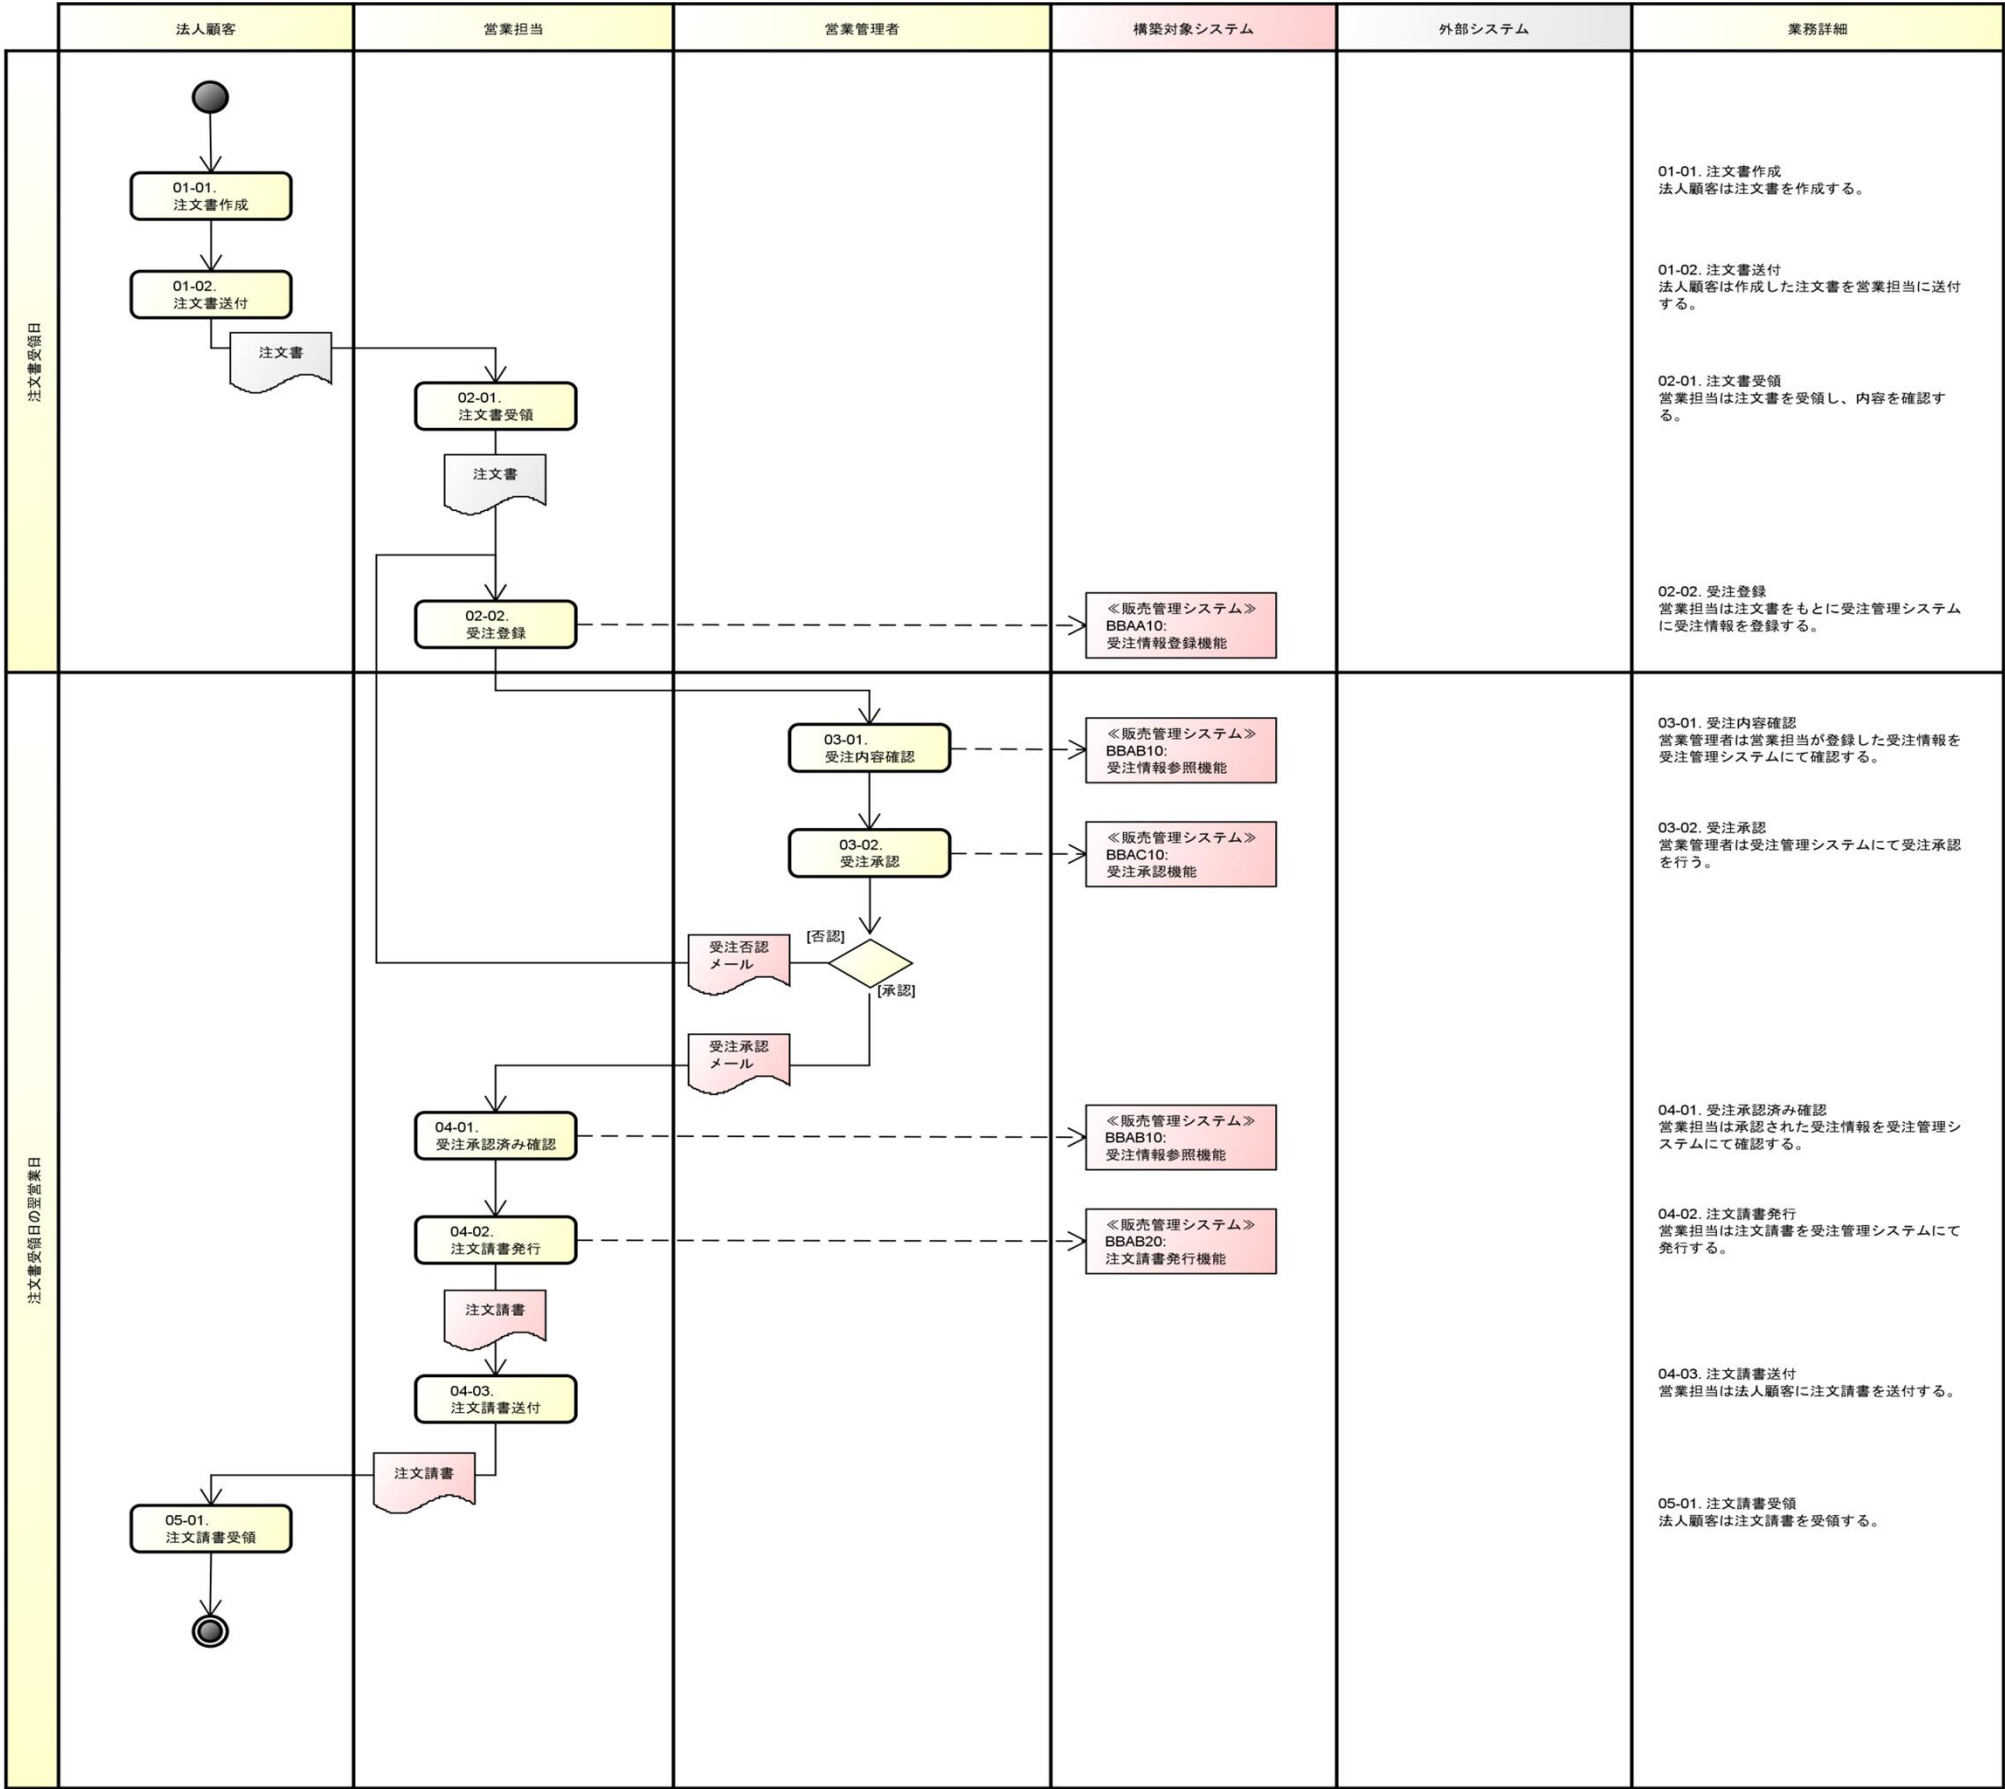 法人顧客
営業担当
営業管理者
構築対象システム
外部システム
業務詳細
注文書受領日
01-01.
注文書作成
01-01. 注文書作成
法人顧客は注文書を作成する。
01-02.
注文書送付
01-02. 注文書送付
法人顧客は作成した注文書を営業担当に送付
する。
注文書
02-01.
注文書受領
02-01. 注文書受領
営業担当は注文書を受領し、内容を確認す
る。
注文書
02-02.
受注登録
≪販売管理システム≫
BBAA10:
受注情報登録機能
02-02. 受注登録
営業担当は注文書をもとに受注管理システム
に受注情報を登録する。
注文書受領日の翌営業日
03-01.
受注内容確認
≪販売管理システム≫
BBAB10:
受注情報参照機能
03-01. 受注内容確認
営業管理者は営業担当が登録した受注情報を
受注管理システムにて確認する。
03-02.
受注承認
≪販売管理システム≫
BBAC10:
受注承認機能
03-02. 受注承認
営業管理者は受注管理システムにて受注承認
を行う。
[否認]
受注否認
メール
[承認]
受注承認
メール
04-01.
受注承認済み確認
≪販売管理システム≫
BBAB10:
受注情報参照機能
04-01. 受注承認済み確認
営業担当は承認された受注情報を受注管理シ
ステムにて確認する。
04-02.
注文請書発行
≪販売管理システム≫
BBAB20:
注文請書発行機能
04-02. 注文請書発行
営業担当は注文請書を受注管理システムにて
発行する。
注文請書
04-03.
注文請書送付
04-03. 注文請書送付
営業担当は法人顧客に注文請書を送付する。
注文請書
05-01.
注文請書受領
05-01. 注文請書受領
法人顧客は注文請書を受領する。